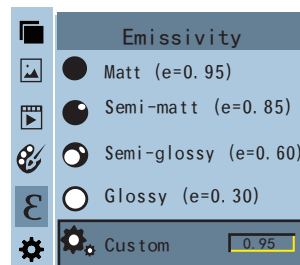 Emissivity
Matt (e=0.95)
Semi-matt (e=0.85)
Semi-glossy (e=0.60)
Glossy (e=0.30)
ε
Custom 0.95